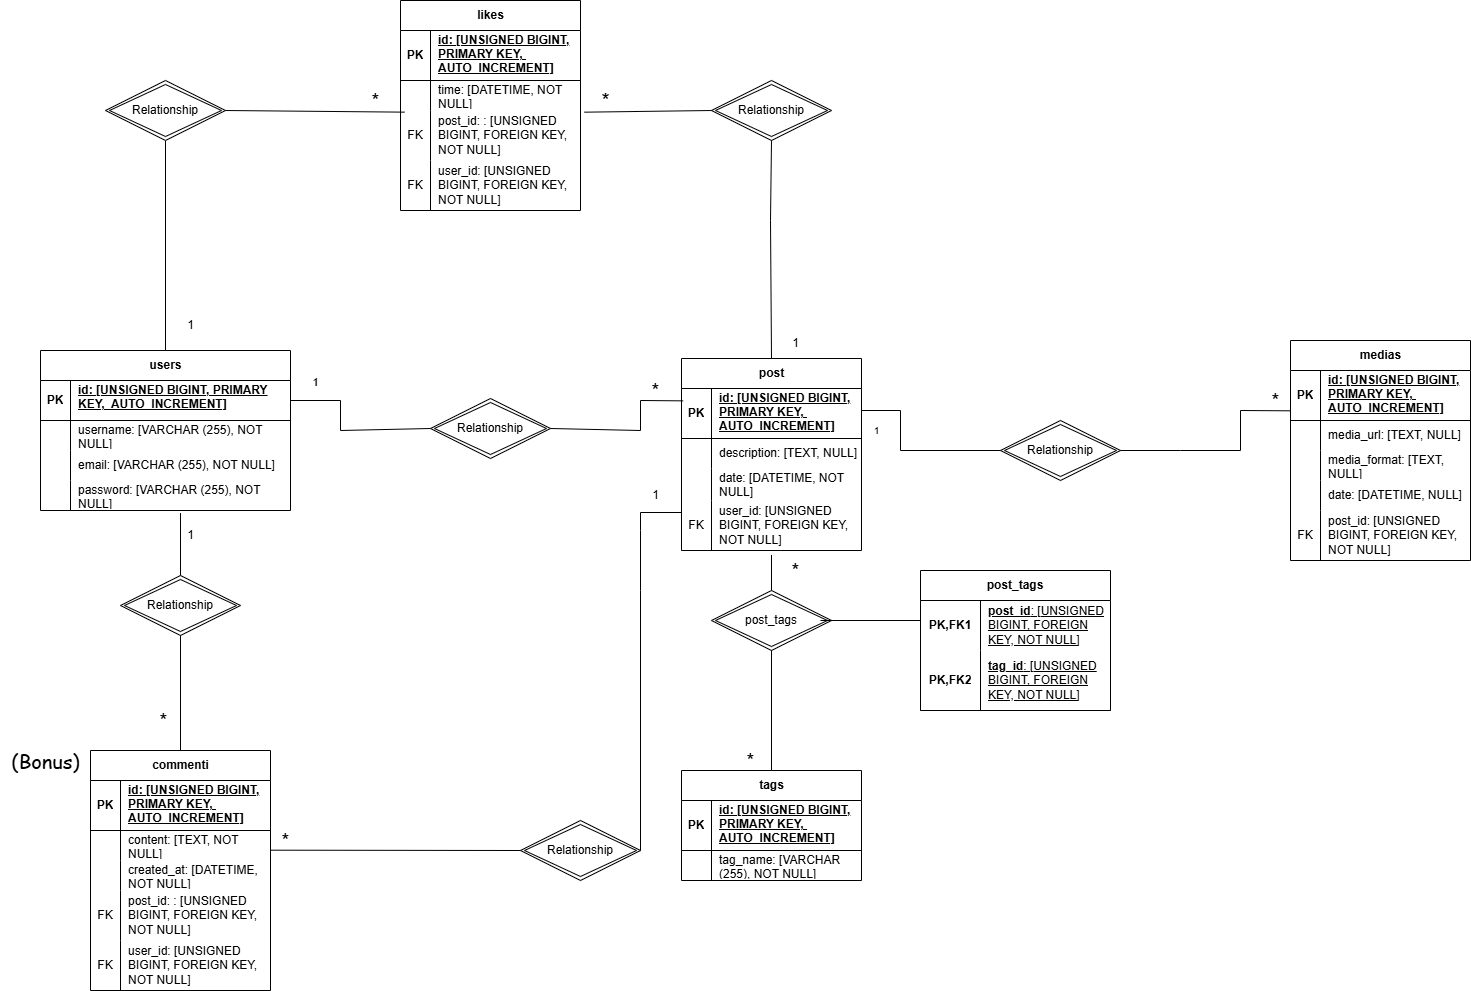 likes
PK
id: [UNSIGNED BIGINT,
PRIMARY KEY,
AUTO_INCREMENT]
time: [DATETIME, NOT
NULL]
FK
post_id: : [UNSIGNED
BIGINT, FOREIGN KEY,
NOT NULL]
FK
user_id: [UNSIGNED
BIGINT, FOREIGN KEY,
NOT NULL]
Relationship
*
*
Relationship
1
1
users
PK
id: [UNSIGNED BIGINT, PRIMARY
KEY, AUTO_INCREMENT]
username: [VARCHAR (255), NOT
NULL]
email: [VARCHAR (255), NOT NULL]
password: [VARCHAR (255), NOT
NULL]
1
Relationship
*
post
PK
id: [UNSIGNED BIGINT,
PRIMARY KEY,
AUTO_INCREMENT]
description: [TEXT, NULL]
date: [DATETIME, NOT
NULL]
FK
user_id: [UNSIGNED
BIGINT, FOREIGN KEY,
NOT NULL]
1
Relationship
*
medias
PK
id: [UNSIGNED BIGINT,
PRIMARY KEY,
AUTO_INCREMENT]
media_url: [TEXT, NULL]
media_format: [TEXT,
NULL]
date: [DATETIME, NULL]
FK
post_id: [UNSIGNED
BIGINT, FOREIGN KEY,
NOT NULL]
1
1
*
Relationship
post_tags
post_tags
PK,FK1
post_id: [UNSIGNED
BIGINT, FOREIGN
KEY, NOT NULL]
PK,FK2
tag_id: [UNSIGNED
BIGINT, FOREIGN
KEY, NOT NULL]
*
*
(Bonus)
commenti
PK
id: [UNSIGNED BIGINT,
PRIMARY KEY,
AUTO_INCREMENT]
content: [TEXT, NOT
NULL]
created_at: [DATETIME,
NOT NULL]
FK
post_id: : [UNSIGNED
BIGINT, FOREIGN KEY,
NOT NULL]
FK
user_id: [UNSIGNED
BIGINT, FOREIGN KEY,
NOT NULL]
*
Relationship
tags
PK
id: [UNSIGNED BIGINT,
PRIMARY KEY,
AUTO_INCREMENT]
tag_name: [VARCHAR
(255), NOT NULL]